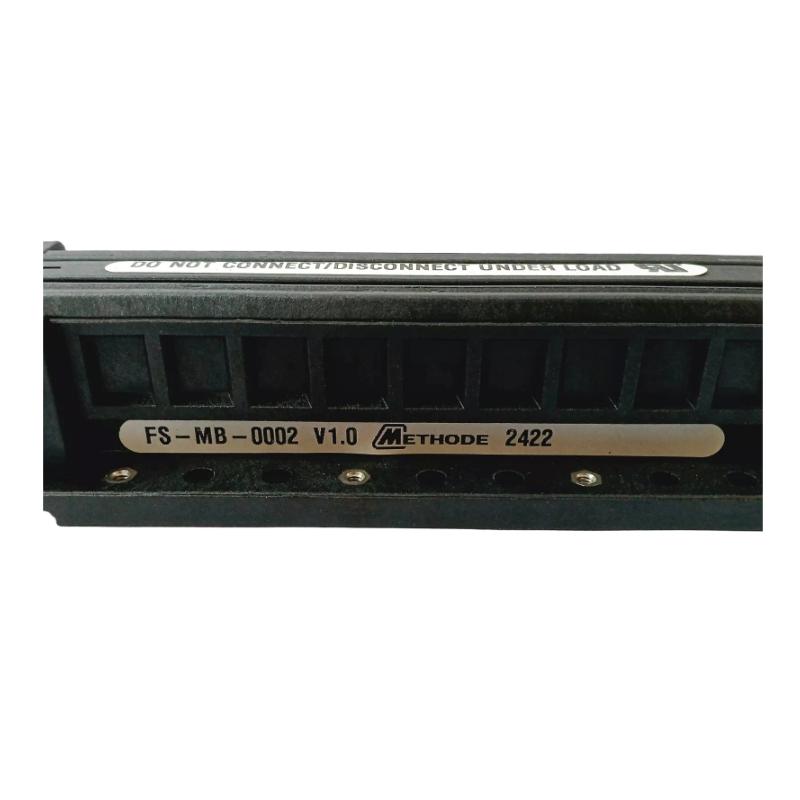 DO NOT CONNECT/DISCONNECT UNDER LOAD
FS-MB-0002 V1.0 METHODE 2422